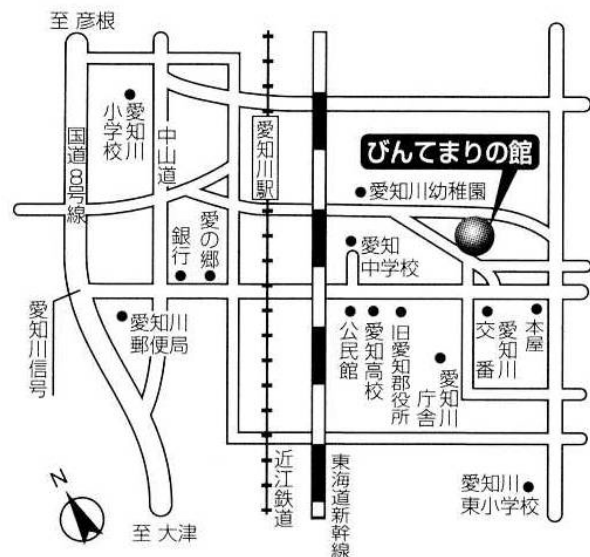 至 彦根
愛知川
小学校
国道8号線
中山道
愛知川駅
びんてまりの館
愛知川幼稚園
愛の郷
銀行
愛知
中学校
愛知川信号
愛知川
郵便局
公民館
愛知高校
旧愛知郡役所
愛知川
庁舎
愛知川
交番
本屋
近江鉄道
東海道新幹線
愛知川
東小学校
N
至 大津